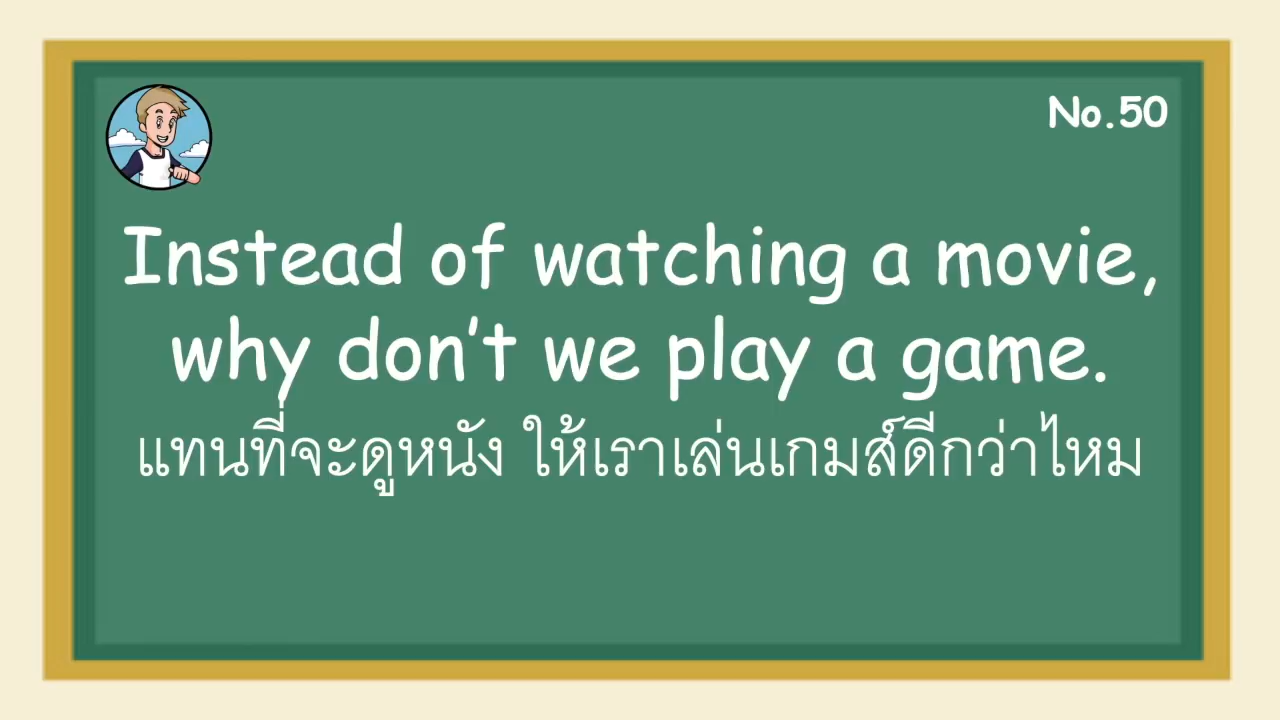 No.50
Instead of watching a movie,
why don't we play a game.
แทนที่จะดูหนัง ให้เราเล่นเกมส์ดีกว่าไหม